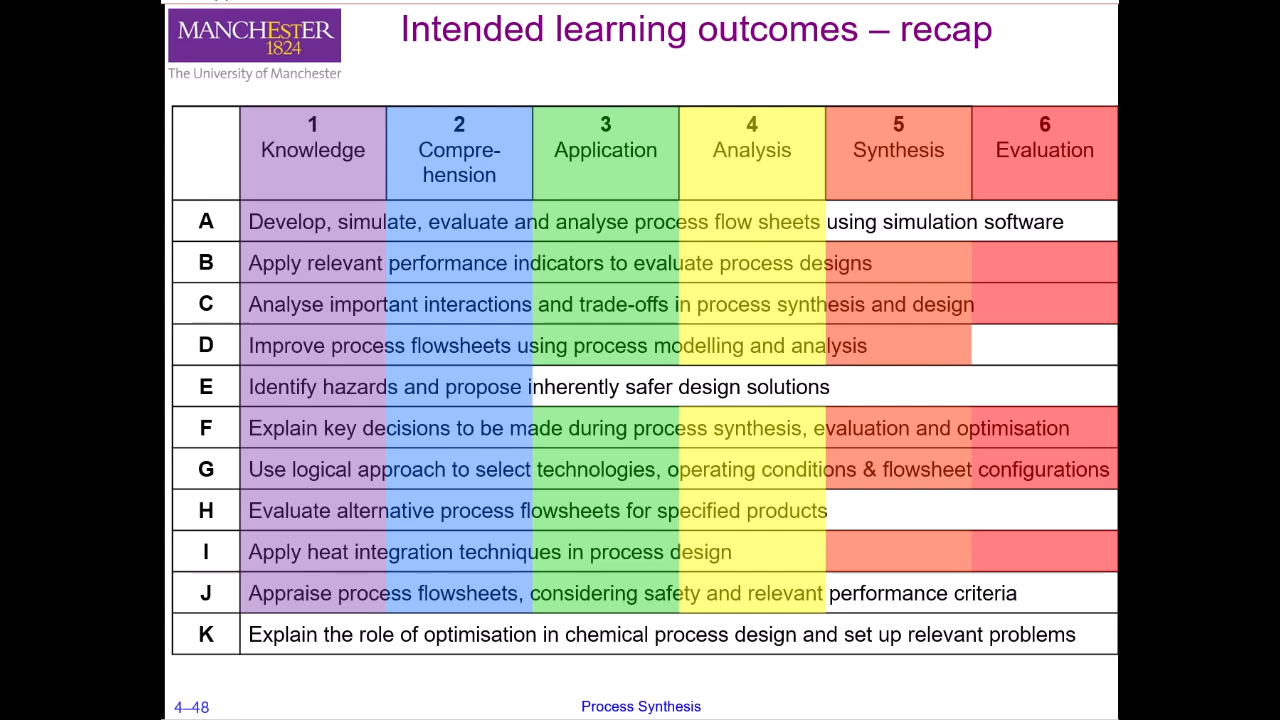 MANCHESTER
1824
The University of Manchester
Intended learning outcomes – recap
1 2 3 4 5 6
Knowledge Compre- Application Analysis Synthesis Evaluation
hension
A Develop, simulate, evaluate and analyse process flow sheets using simulation software
B Apply relevant performance indicators to evaluate process designs
C Analyse important interactions and trade-offs in process synthesis and design
D Improve process flowsheets using process modelling and analysis
E Identify hazards and propose inherently safer design solutions
F Explain key decisions to be made during process synthesis, evaluation and optimisation
G Use logical approach to select technologies, operating conditions & flowsheet configurations
H Evaluate alternative process flowsheets for specified products
I Apply heat integration techniques in process design
J Appraise process flowsheets, considering safety and relevant performance criteria
K Explain the role of optimisation in chemical process design and set up relevant problems
4–48 Process Synthesis